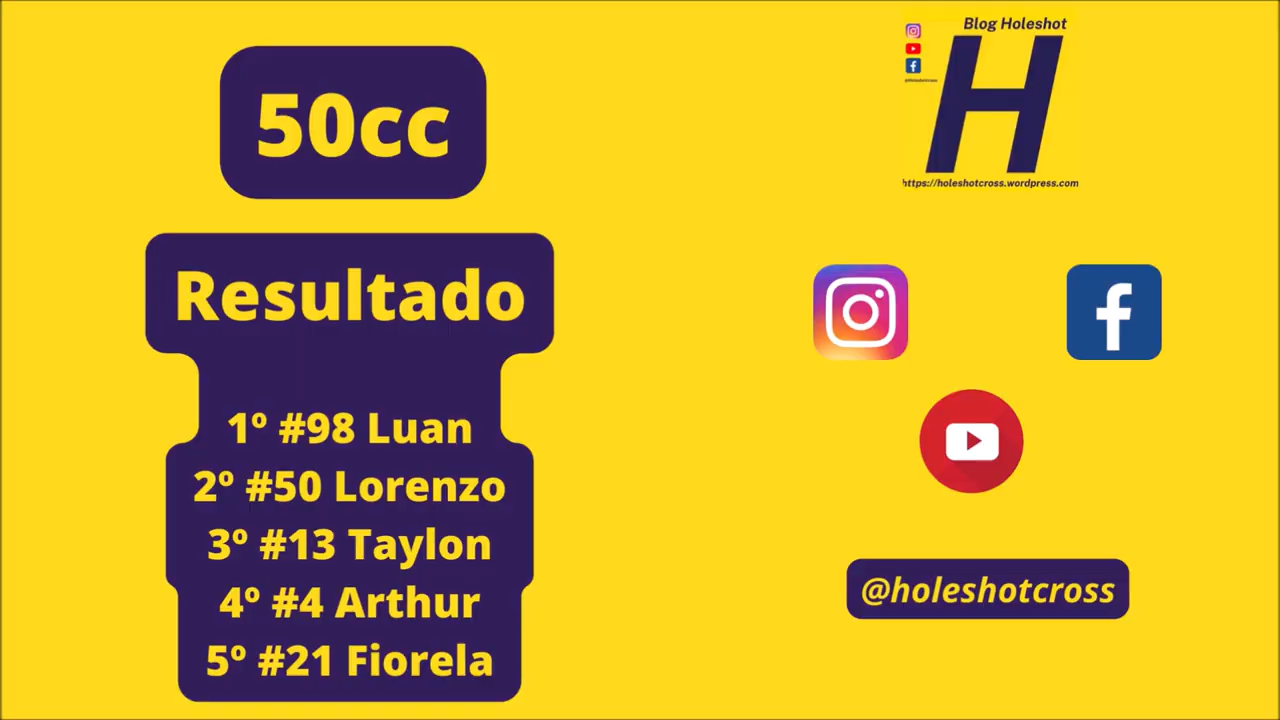 50cc
Resultado
1º #98 Luan
2º #50 Lorenzo
3º #13 Taylon
4º #4 Arthur
5º #21 Fiorela
Blog Holeshot
H
https://holeshotcross.wordpress.com
@holeshotcross